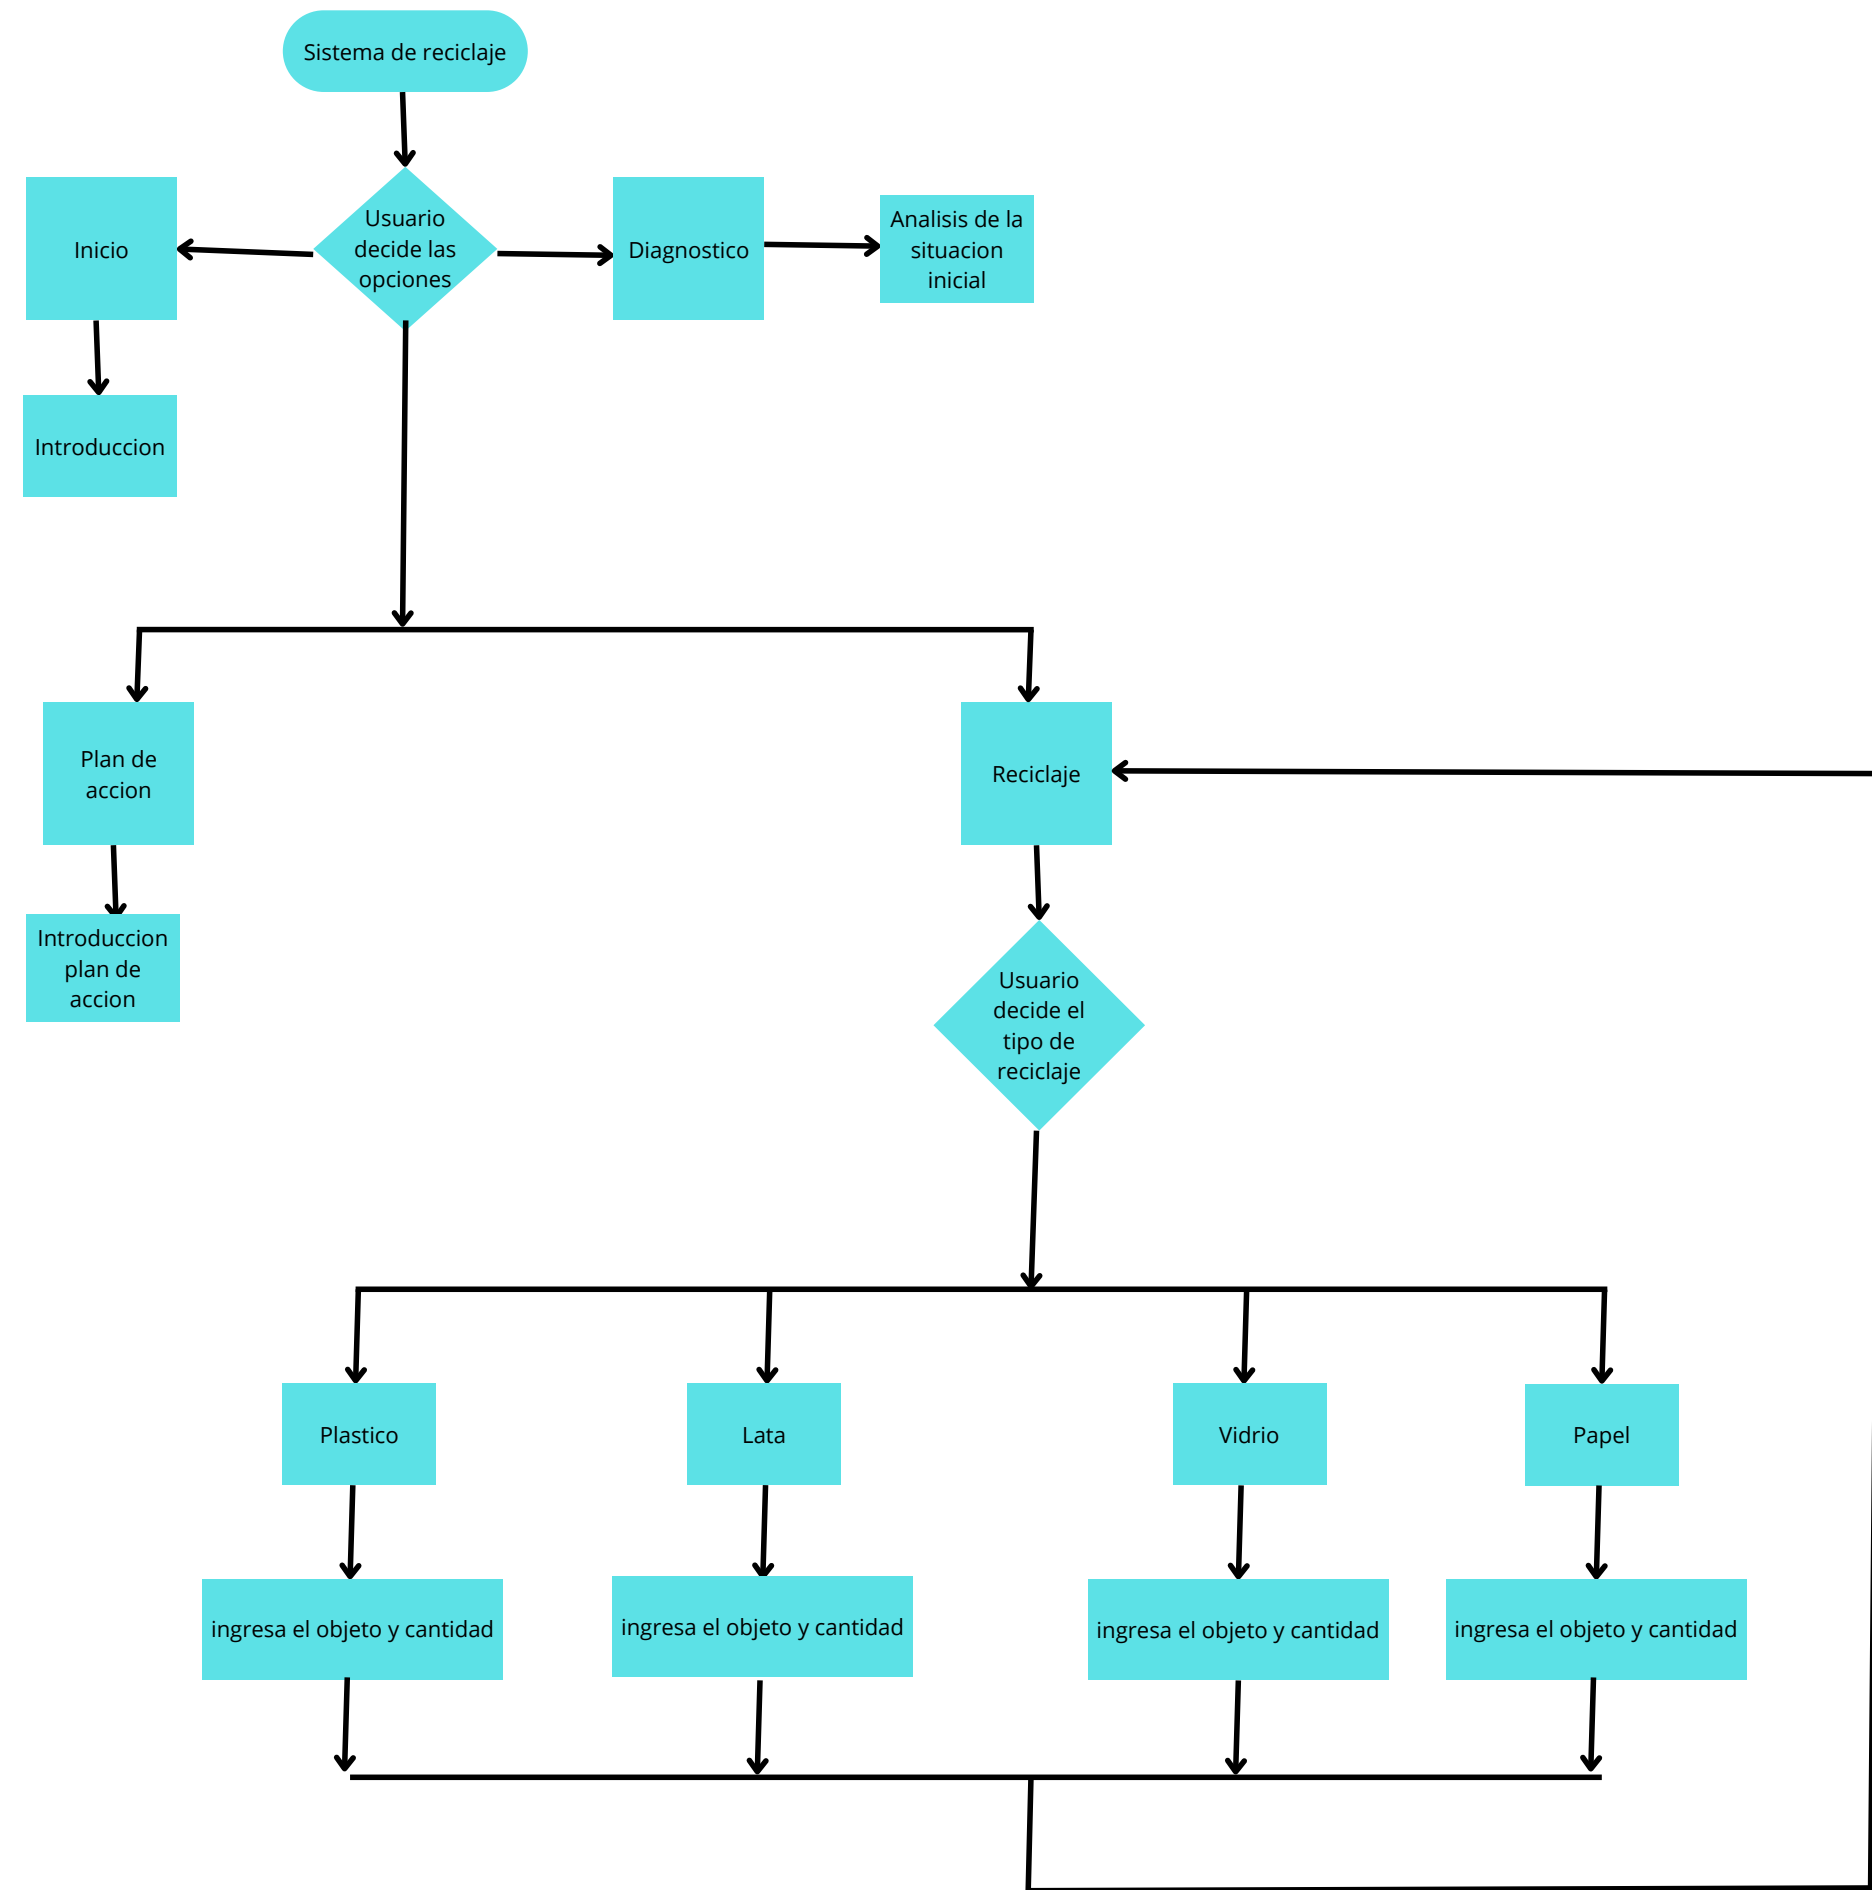 Sistema de reciclaje
Inicio
Usuario
decide las
opciones
Diagnostico
Analisis de la
situacion
inicial
Introduccion
Plan de
accion
Reciclaje
Introduccion
plan de
accion
Usuario
decide el
tipo de
reciclaje
Plastico
Lata
Vidrio
Papel
ingresa el objeto y cantidad
ingresa el objeto y cantidad
ingresa el objeto y cantidad
ingresa el objeto y cantidad